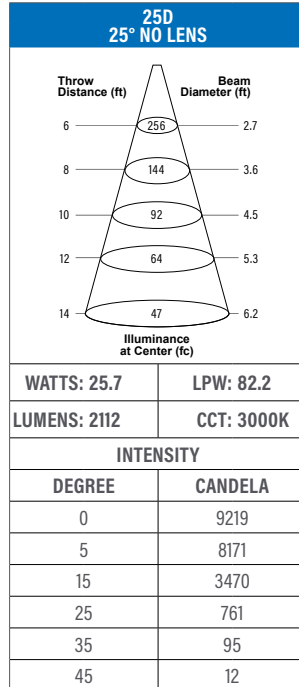 25D
25° NO LENS
Throw Distance (ft)
Beam Diameter (ft)
6 256 2.7
8 144 3.6
10 92 4.5
12 64 5.3
14 47 6.2
Illuminance
at Center (fc)
WATTS: 25.7 LPW: 82.2
LUMENS: 2112 CCT: 3000K
INTENSITY
DEGREE CANDELA
0 9219
5 8171
15 3470
25 761
35 95
45 12